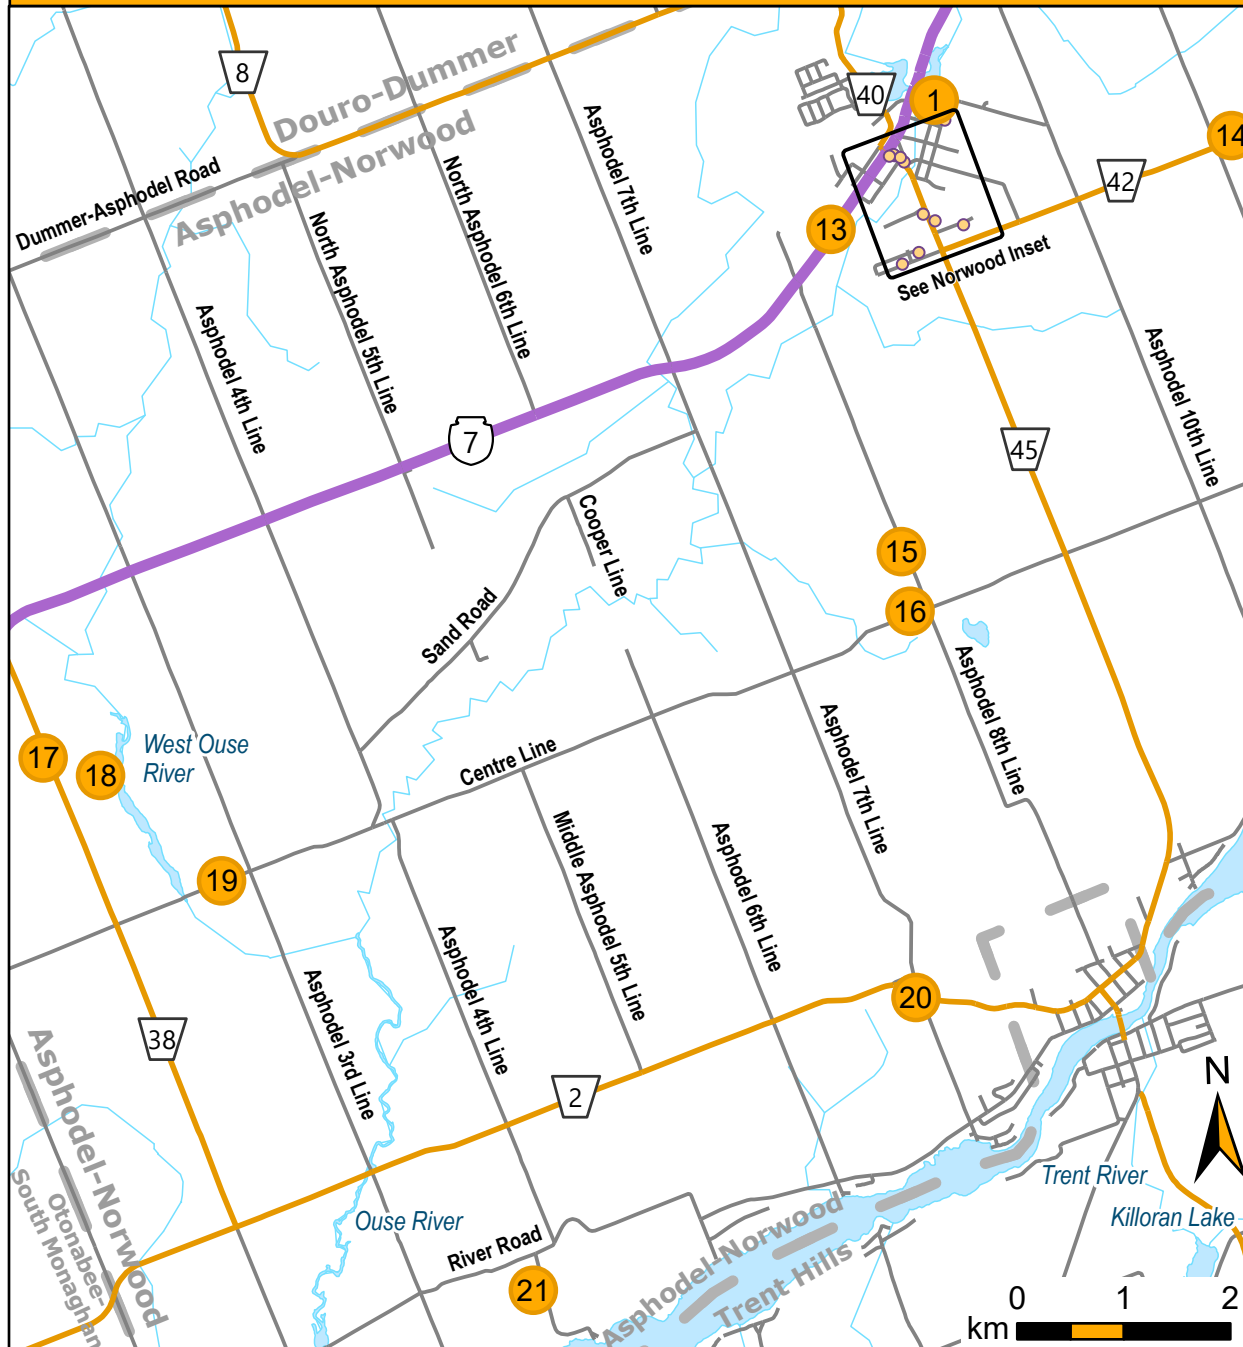 8
Douro-Dummer
Asphodel-Norwood
Dummer-Asphodel Road
40
1
14
42
13
See Norwood Inset
Asphodel 7th Line
North Asphodel 6th Line
North Asphodel 5th Line
Asphodel 4th Line
Asphodel 10th Line
7
45
Cooper Line
Sand Road
15
16
Asphodel 8th Line
17
18
West Ouse
River
Centre Line
Asphodel 7th Line
19
Middle Asphodel 5th Line
Asphodel 6th Line
Asphodel 4th Line
Asphodel 3rd Line
20
38
2
Asphodel-Norwood
Otonabee-
South Monaghan
Ouse River
River Road
21
Asphodel-Norwood
Trent Hills
Trent River
Killoran Lake
N
0 1 2
km